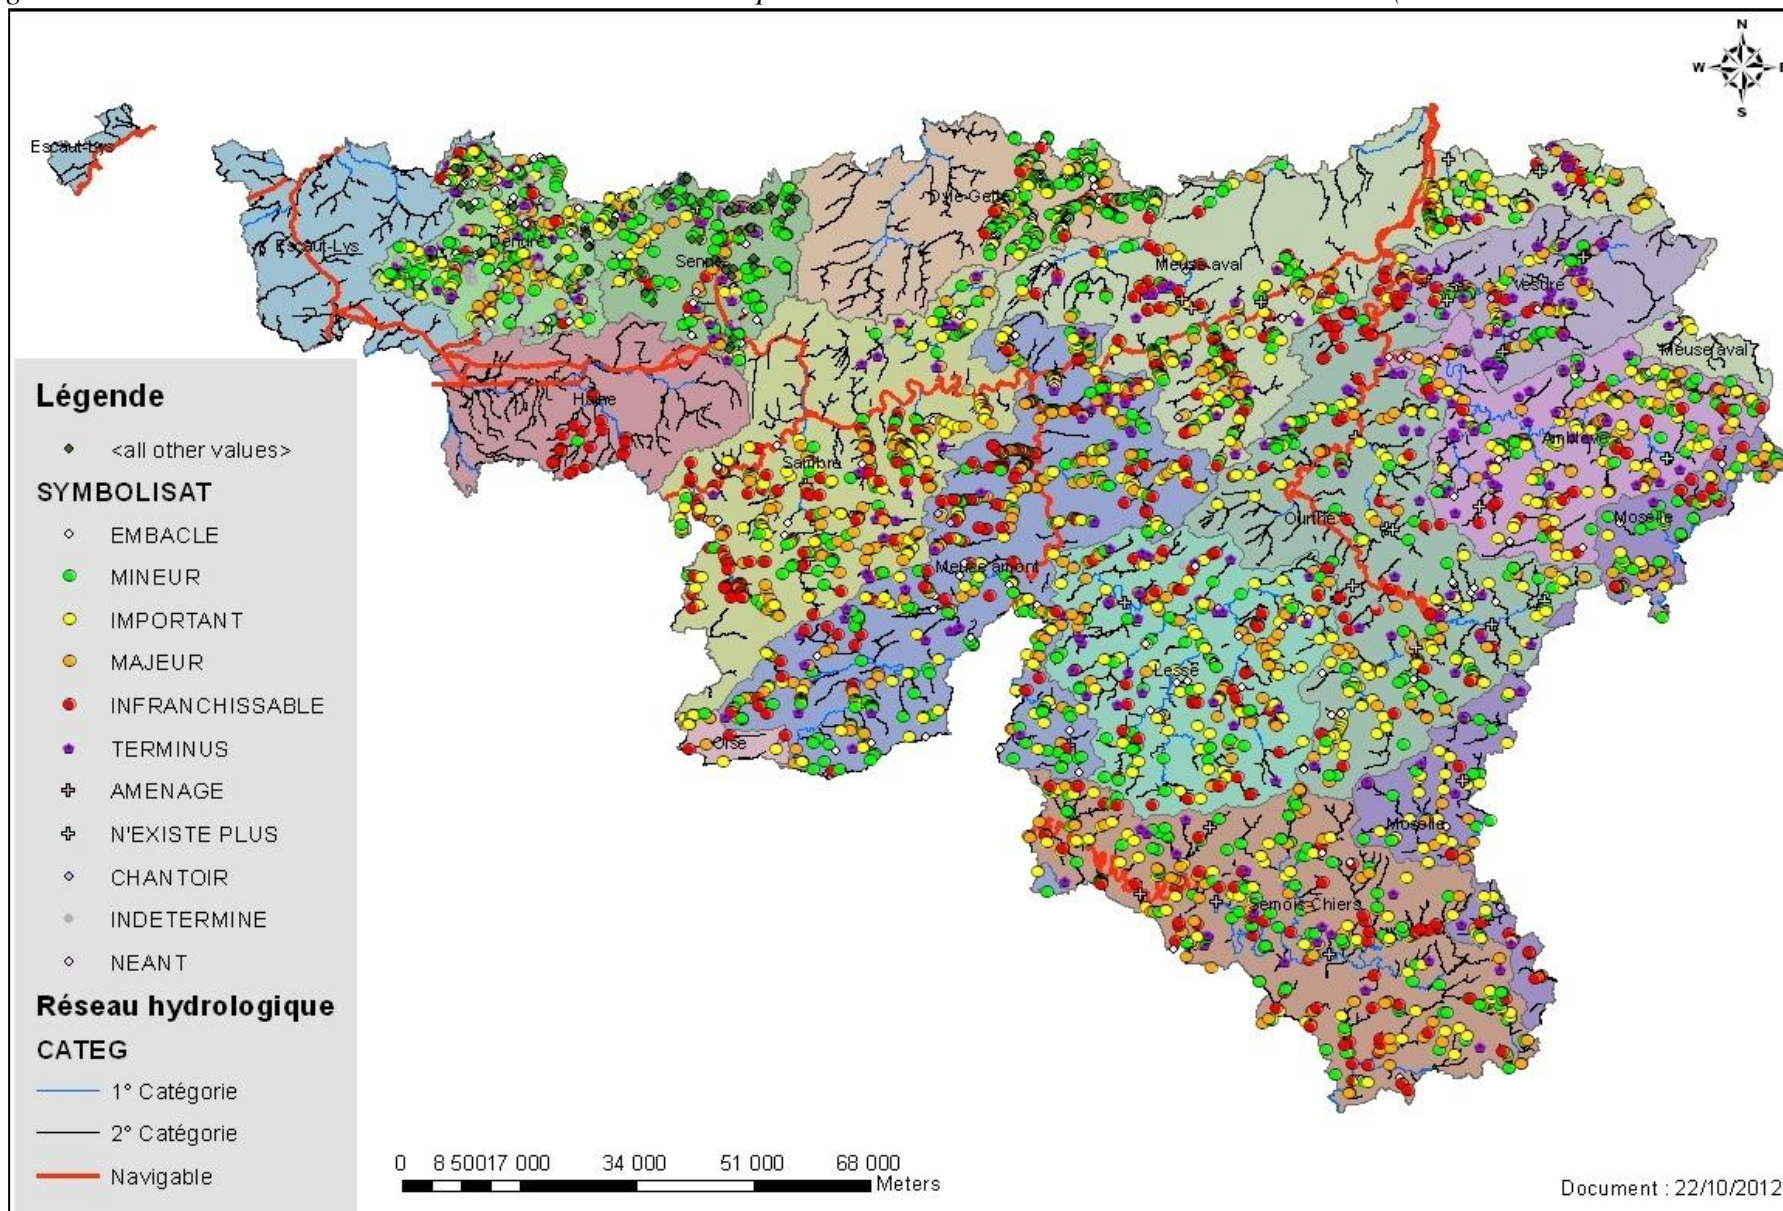 N
W
S
Escaut-Lys
Escaut-Lys
Dendre
Senne
Dyle-Gette
Meuse aval
Vesdre
Meuse aval
Haine
Sambre
Amblève
Moselle
Ourthe
Meuse amont
Lesse
Oise
Moselle
Semois-Chiers
Légende
<all other values>
SYMBOLISAT
EMBACLE
MINEUR
IMPORTANT
MAJEUR
INFRANCHISSABLE
TERMINUS
AMENAGE
N'EXISTE PLUS
CHANTOIR
INDETERMINE
NEANT
Réseau hydrologique
CATEG
1° Catégorie
2° Catégorie
Navigable
0 8 50017 000 34 000 51 000 68 000
Meters
Document : 22/10/2012